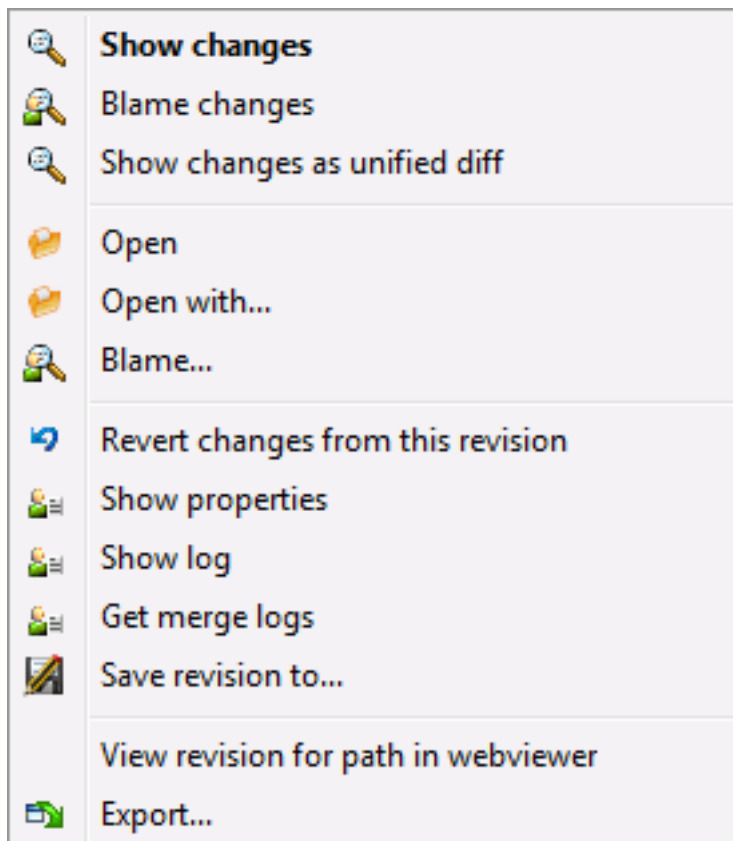 Show changes
Blame changes
Show changes as unified diff
Open
Open with...
Blame...
Revert changes from this revision
Show properties
Show log
Get merge logs
Save revision to...
View revision for path in webviewer
Export...